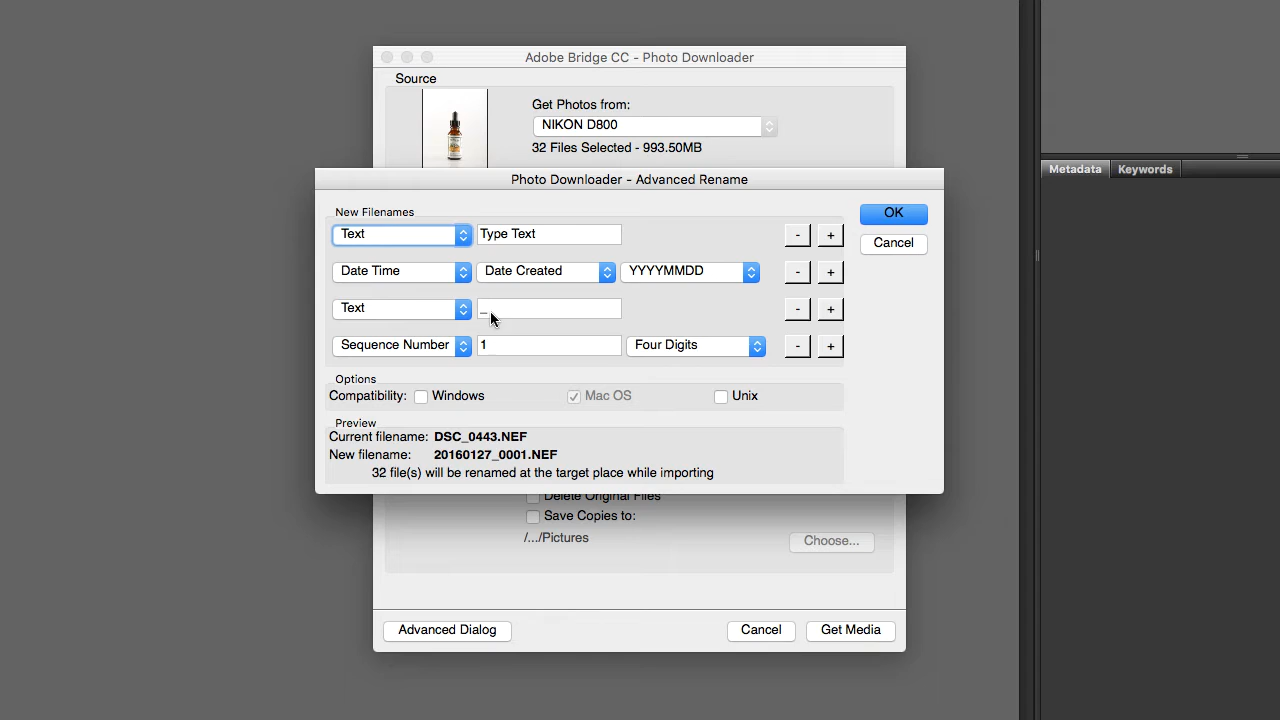 Adobe Bridge CC - Photo Downloader
Source
Get Photos from:
NIKON D800
32 Files Selected - 993.50MB
Metadata Keywords
Photo Downloader - Advanced Rename
New Filenames
Text Type Text - +
OK
Date Time Date Created YYYYMMDD - +
Cancel
Text _ - +
Sequence Number 1 Four Digits - +
Options
Compatibility: Windows Mac OS Unix
Preview
Current filename: DSC_0443.NEF
New filename: 20160127_0001.NEF
32 file(s) will be renamed at the target place while importing
Delete Original Files
Save Copies to:
/.../Pictures
Choose...
Advanced Dialog Cancel Get Media